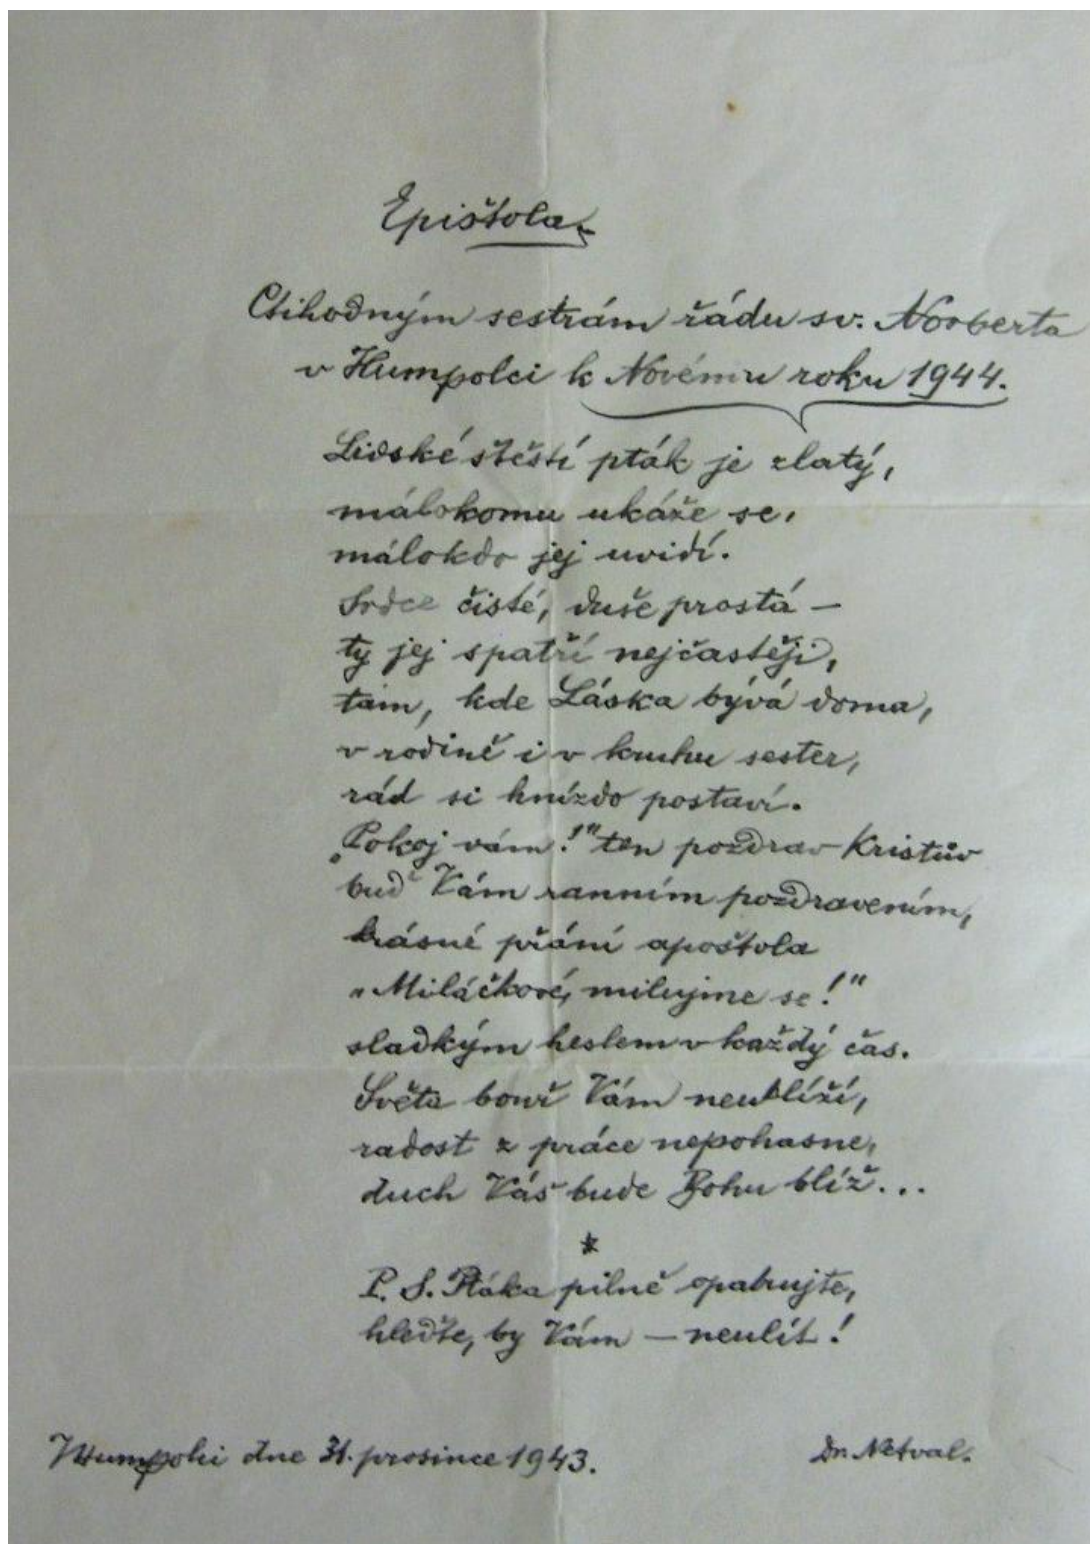 Epištola.
Ctihodným sestrám řádu sv. Norberta
v Humpolci k Novému roku 1944.
Lidské štěstí pták je zlatý,
málokomu ukáže se,
málokdo jej uvidí.
Srdce čisté, duše prostá —
ty jej spatří nejčastěji,
tam, kde Láska bývá doma,
v rodině i v kruhu sester,
rád si hnízdo postaví.
„Pokoj vám!" ten pozdrav Kristův
buď Vám ranním pozdravením,
krásné přání apoštola
„Miláčkové, milujme se!"
sladkým heslem v každý čas.
Světa bouř Vám neublíží,
radost z práce nepohasne,
duch Váš bude Bohu blíž...
*
P. S. Ptáka pilně opatrujte,
hleďte, by Vám — neulít!
Humpolci dne 31. prosince 1943.
Dr. Netval.